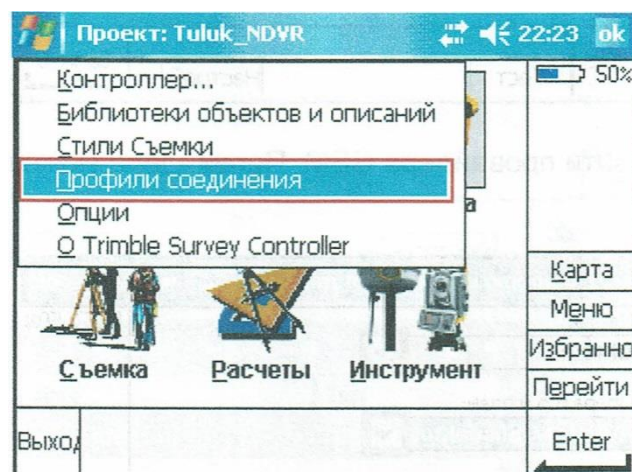 Проект: Tuluk_NDVR 22:23 ok
Контроллер...
50%
Библиотеки объектов и описаний
Стили Съемки
Профили соединения
Опции
О Trimble Survey Controller
Карта
Меню
Избранно
Съемка Расчеты Инструмент
Перейти
Выход
Enter